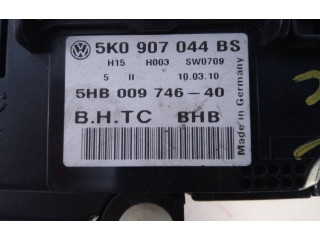 5K0 907 044 BS
H15 H003 SW0709
5 II 10.03.10
5HB 009 746-40
B.H.TC BHB
Made in Germany